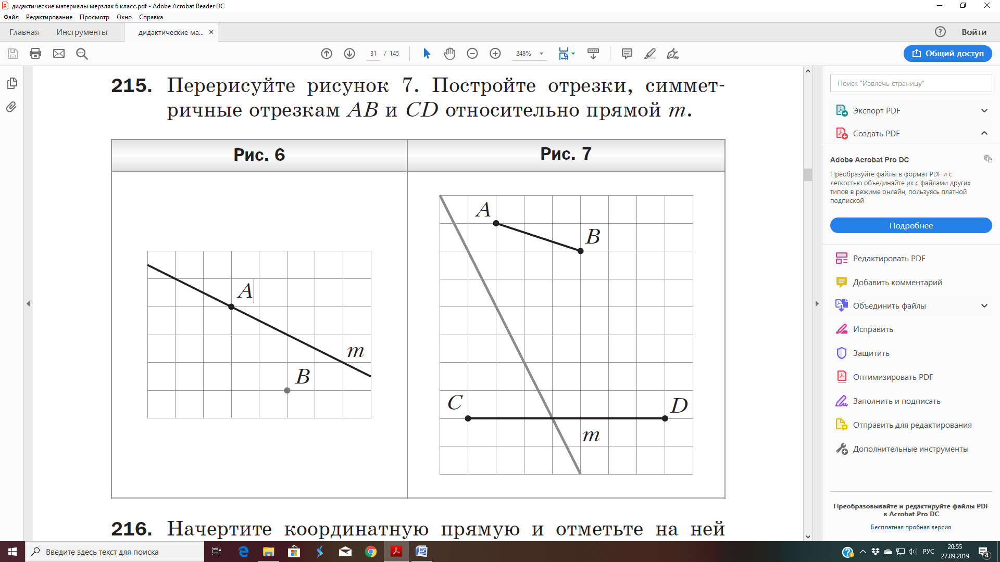 дидактические материалы мерзляк 6 класс.pdf - Adobe Acrobat Reader DC
Файл Редактирование Просмотр Окно Справка
Главная Инструменты дидактические ма... ×
Войти
31 / 145
248%
Общий доступ
215. Перерисуйте рисунок 7. Постройте отрезки, симмет-
ричные отрезкам AB и CD относительно прямой m.
Рис. 6 Рис. 7
A
m
B
A
B
C
D
m
216. Начертите координатную прямую и отметьте на ней
Поиск "Извлечь страницу"
Экспорт PDF
Создать PDF
Adobe Acrobat Pro DC
Преобразуйте файлы в формат PDF и с
легкостью объединяйте их с файлами других
типов в режиме онлайн, пользуясь платной
подпиской
Подробнее
Редактировать PDF
Добавить комментарий
Объединить файлы
Исправить
Защитить
Оптимизировать PDF
Заполнить и подписать
Отправить для редактирования
Дополнительные инструменты
Преобразовывайте и редактируйте файлы PDF
в Acrobat Pro DC
Бесплатная пробная версия
Введите здесь текст для поиска
РУС
20:55
27.09.2019
4